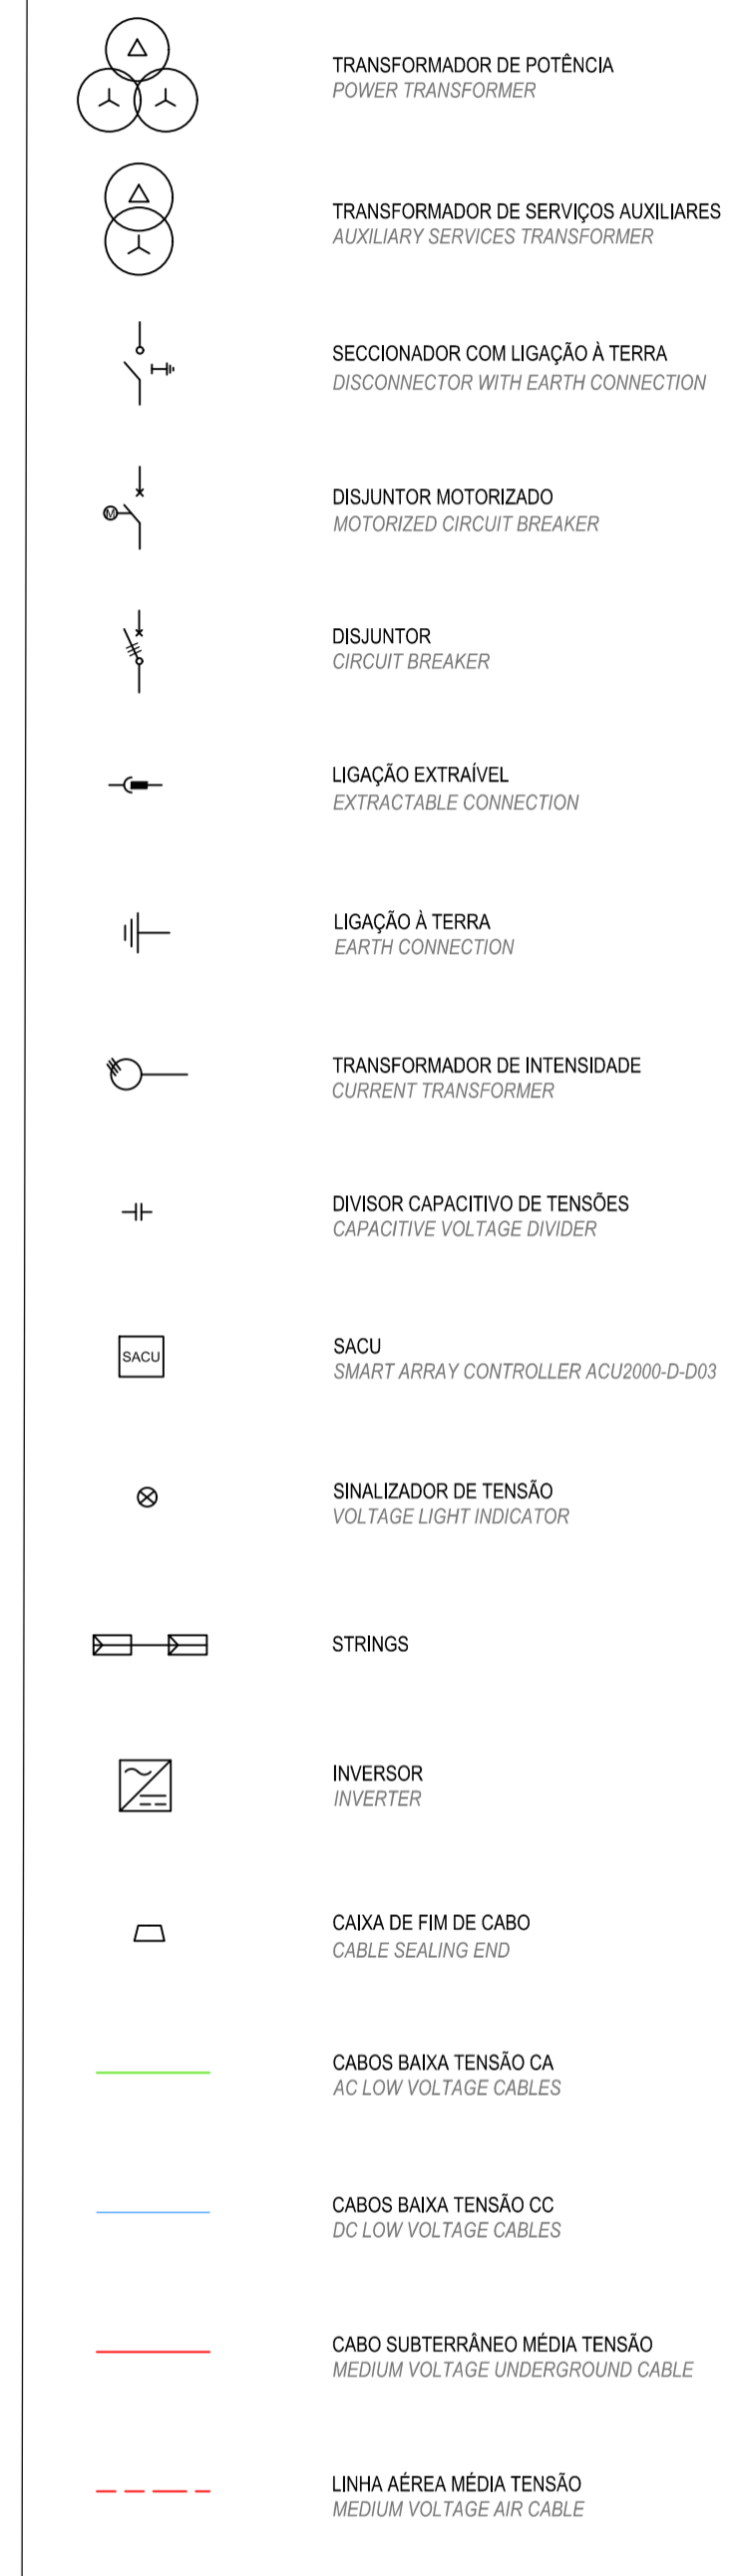 TRANSFORMADOR DE POTÊNCIA
POWER TRANSFORMER
TRANSFORMADOR DE SERVIÇOS AUXILIARES
AUXILIARY SERVICES TRANSFORMER
SECCIONADOR COM LIGAÇÃO À TERRA
DISCONNECTOR WITH EARTH CONNECTION
M
DISJUNTOR MOTORIZADO
MOTORIZED CIRCUIT BREAKER
DISJUNTOR
CIRCUIT BREAKER
LIGAÇÃO EXTRAÍVEL
EXTRACTABLE CONNECTION
LIGAÇÃO À TERRA
EARTH CONNECTION
TRANSFORMADOR DE INTENSIDADE
CURRENT TRANSFORMER
DIVISOR CAPACITIVO DE TENSÕES
CAPACITIVE VOLTAGE DIVIDER
SACU
SACU
SMART ARRAY CONTROLLER ACU2000-D-D03
SINALIZADOR DE TENSÃO
VOLTAGE LIGHT INDICATOR
STRINGS
INVERSOR
INVERTER
CAIXA DE FIM DE CABO
CABLE SEALING END
CABOS BAIXA TENSÃO CA
AC LOW VOLTAGE CABLES
CABOS BAIXA TENSÃO CC
DC LOW VOLTAGE CABLES
CABO SUBTERRÂNEO MÉDIA TENSÃO
MEDIUM VOLTAGE UNDERGROUND CABLE
LINHA AÉREA MÉDIA TENSÃO
MEDIUM VOLTAGE AIR CABLE